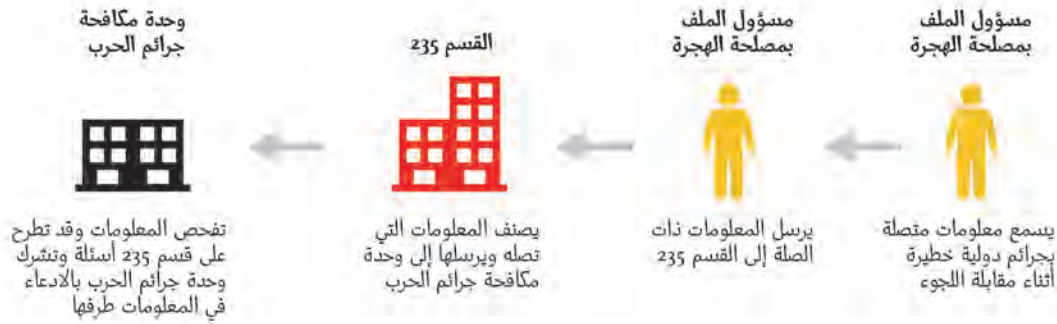 مسؤول الملف
بمصلحة الهجرة
يسمع معلومات متصلة
بجرائم دولية خطيرة
أثناء مقابلة اللجوء
مسؤول الملف
بمصلحة الهجرة
يرسل المعلومات ذات
الصلة إلى القسم 235
القسم 235
يصنف المعلومات التي
تصله ويرسلها إلى وحدة
مكافحة جرائم الحرب
وحدة مكافحة
جرائم الحرب
تفحص المعلومات وقد تطرح
على قسم 235 أسئلة وتشرك
وحدة جرائم الحرب بالادعاء
في المعلومات طرفها